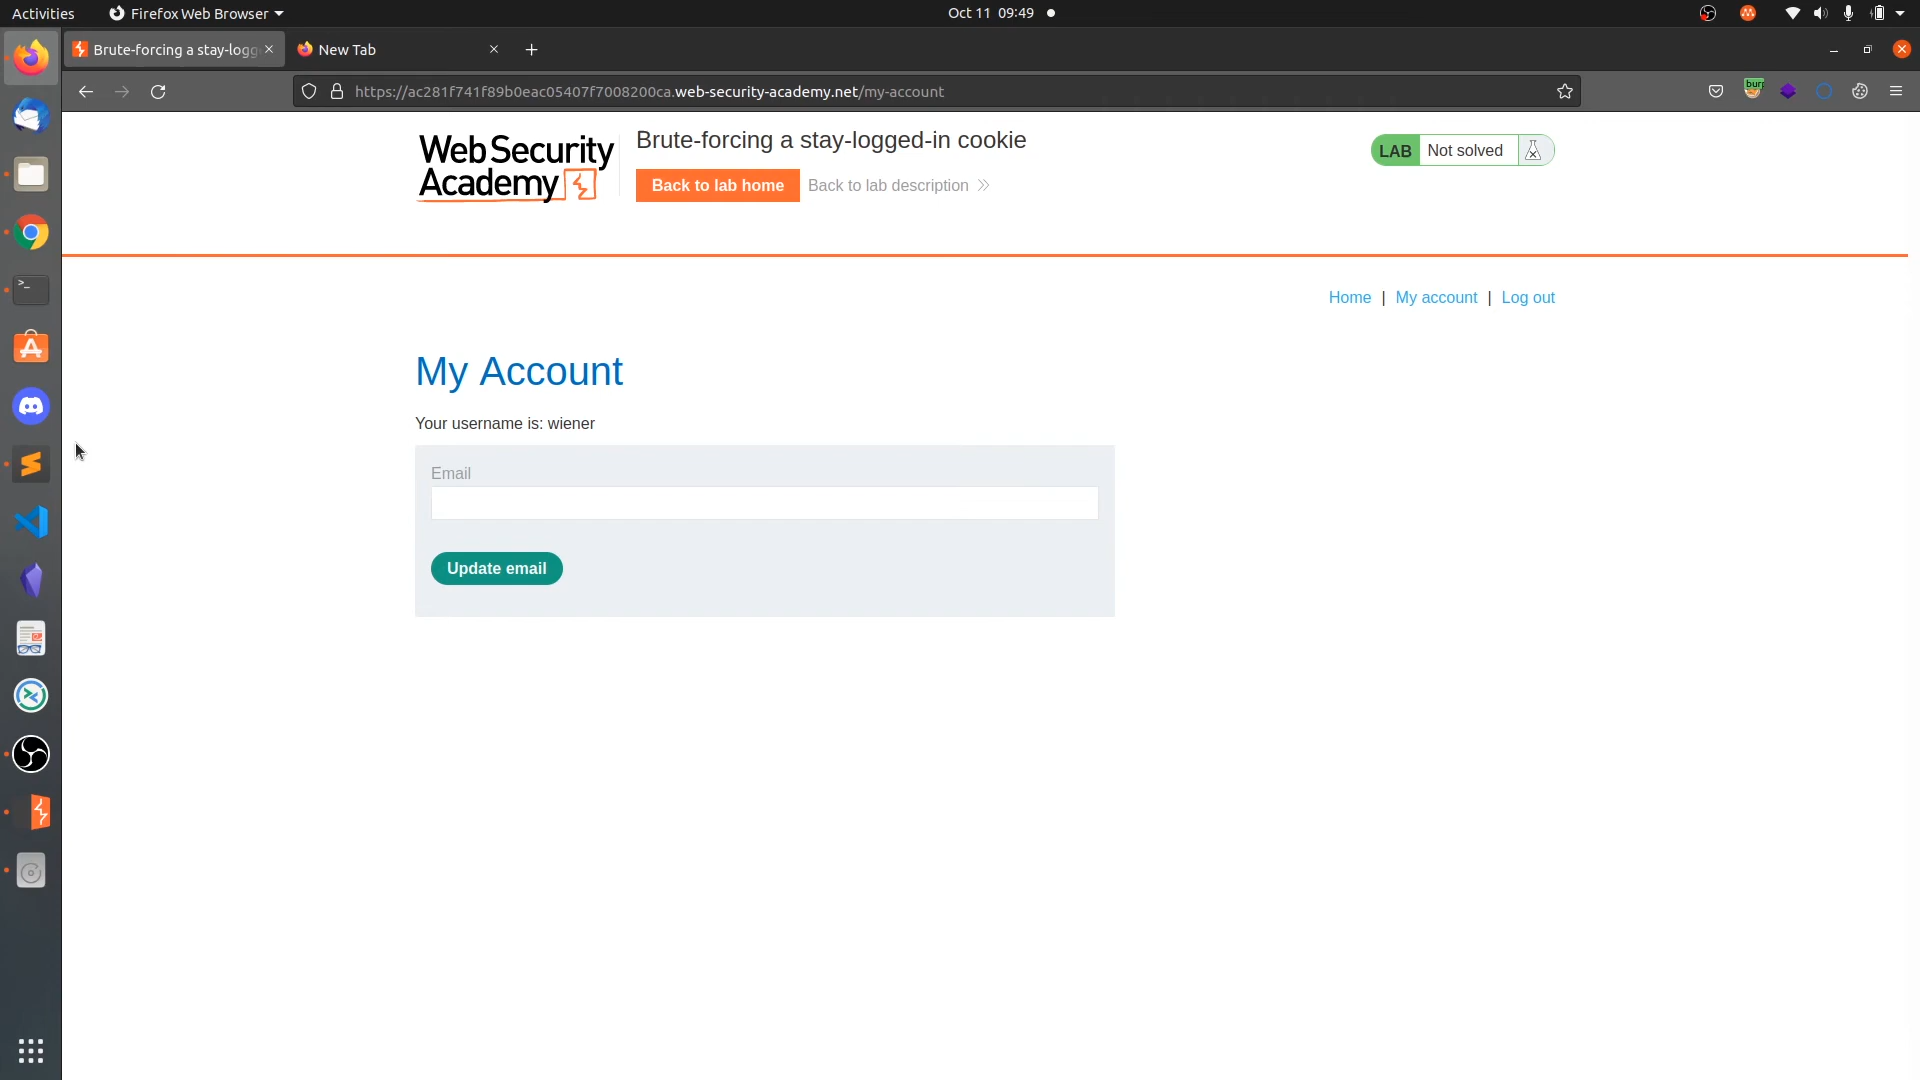 Activities
Firefox Web Browser
Oct 11 09:49
Brute-forcing a stay-logg
New Tab
https://ac281f741f89b0eac05407f7008200ca.web-security-academy.net/my-account
burp
Web Security
Academy
Brute-forcing a stay-logged-in cookie
Back to lab home
Back to lab description
LAB
Not solved
Home | My account | Log out
My Account
Your username is: wiener
Email
Update email